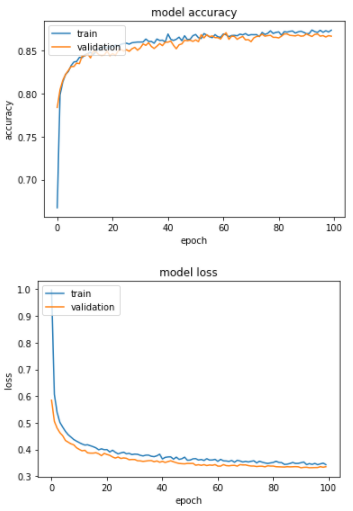 model accuracy
train
validation
0.85
0.80
0.75
0.70
accuracy
0
20
40
60
80
100
epoch
model loss
train
validation
1.0
0.9
0.8
0.7
0.6
0.5
0.4
0.3
loss
0
20
40
60
80
100
epoch